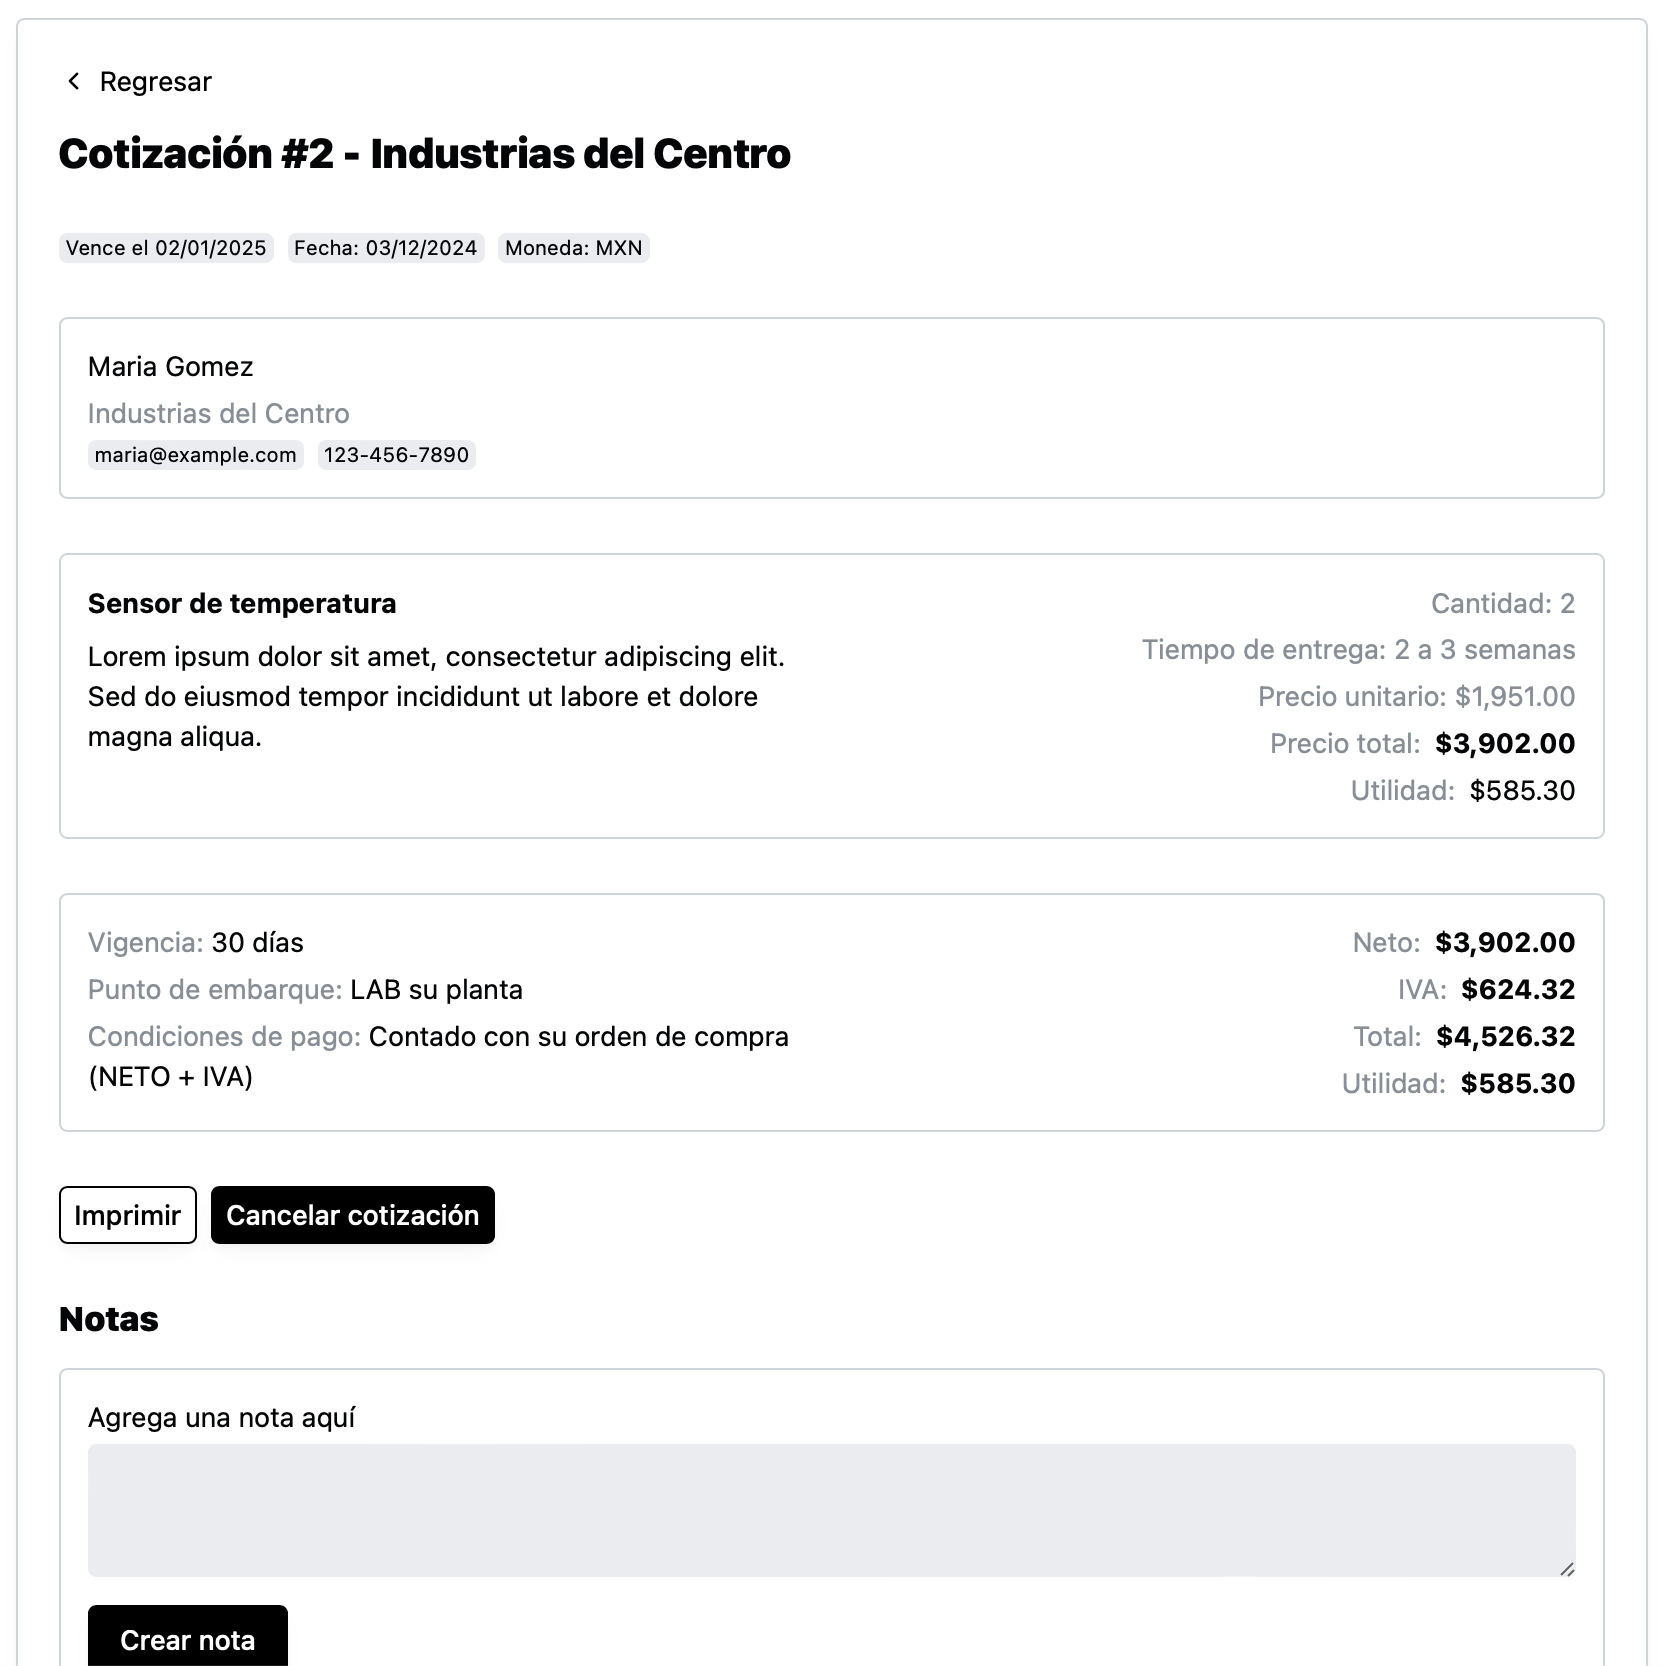 Regresar
Cotización #2 - Industrias del Centro
Vence el 02/01/2025 Fecha: 03/12/2024 Moneda: MXN
Maria Gomez
Industrias del Centro
maria@example.com 123-456-7890
Sensor de temperatura
Lorem ipsum dolor sit amet, consectetur adipiscing elit.
Sed do eiusmod tempor incididunt ut labore et dolore
magna aliqua.
Cantidad: 2
Tiempo de entrega: 2 a 3 semanas
Precio unitario: $1,951.00
Precio total: $3,902.00
Utilidad: $585.30
Vigencia: 30 días
Punto de embarque: LAB su planta
Condiciones de pago: Contado con su orden de compra
(NETO + IVA)
Neto: $3,902.00
IVA: $624.32
Total: $4,526.32
Utilidad: $585.30
Imprimir Cancelar cotización
Notas
Agrega una nota aquí
Crear nota